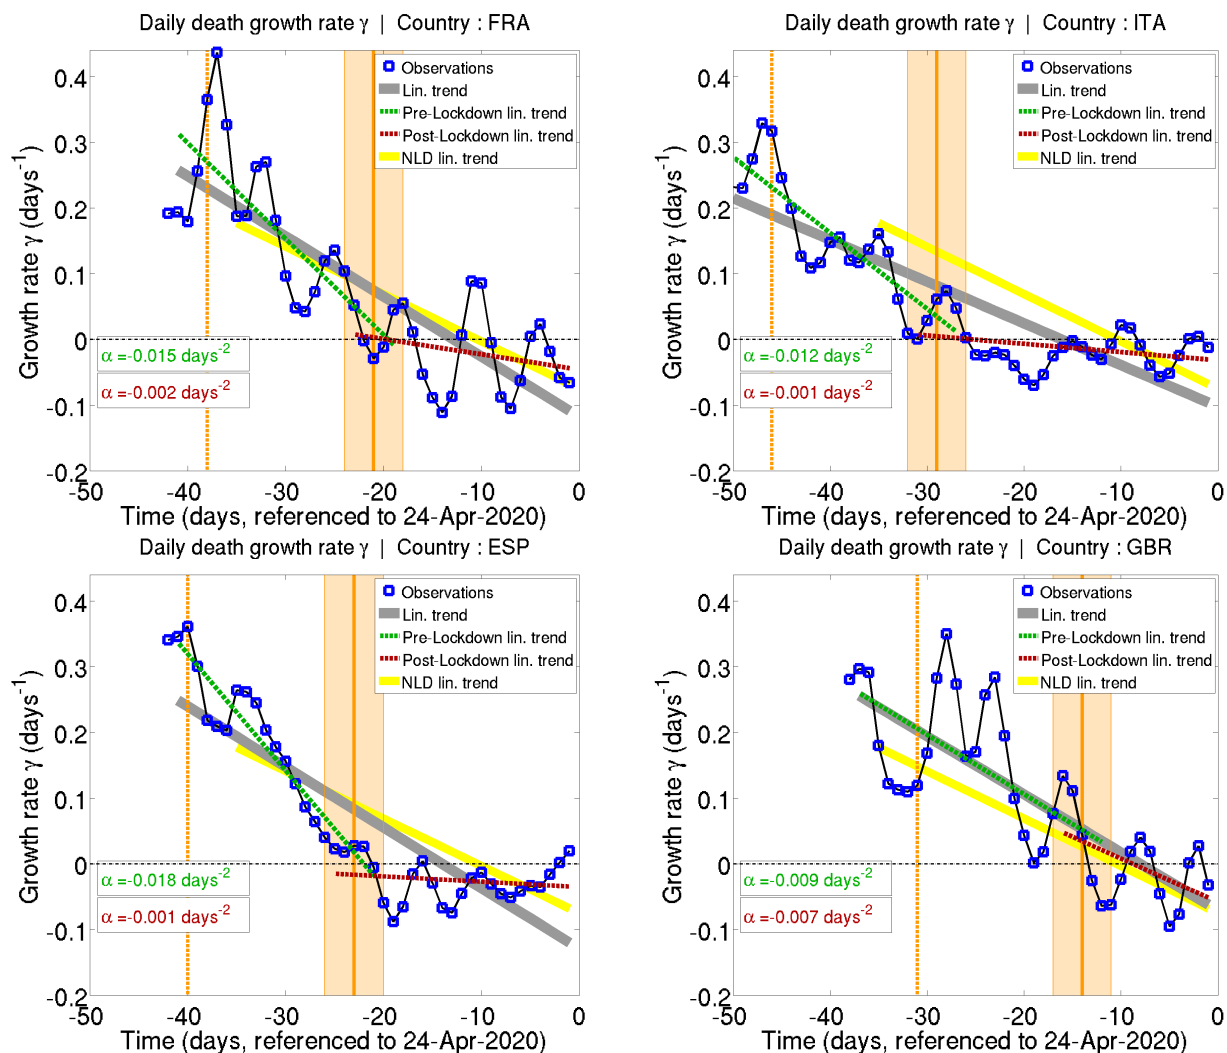 Daily death growth rate γ | Country : FRA
Growth rate γ (days⁻¹)
0.4
0.3
0.2
0.1
0
-0.1
-0.2
Observations
Lin. trend
Pre-Lockdown lin. trend
Post-Lockdown lin. trend
NLD lin. trend
α =-0.015 days⁻²
α =-0.002 days⁻²
-50 -40 -30 -20 -10 0
Time (days, referenced to 24-Apr-2020)
Daily death growth rate γ | Country : ITA
Growth rate γ (days⁻¹)
0.4
0.3
0.2
0.1
0
-0.1
-0.2
Observations
Lin. trend
Pre-Lockdown lin. trend
Post-Lockdown lin. trend
NLD lin. trend
α =-0.012 days⁻²
α =-0.001 days⁻²
-50 -40 -30 -20 -10 0
Time (days, referenced to 24-Apr-2020)
Daily death growth rate γ | Country : ESP
Growth rate γ (days⁻¹)
0.4
0.3
0.2
0.1
0
-0.1
-0.2
Observations
Lin. trend
Pre-Lockdown lin. trend
Post-Lockdown lin. trend
NLD lin. trend
α =-0.018 days⁻²
α =-0.001 days⁻²
-50 -40 -30 -20 -10 0
Time (days, referenced to 24-Apr-2020)
Daily death growth rate γ | Country : GBR
Growth rate γ (days⁻¹)
0.4
0.3
0.2
0.1
0
-0.1
-0.2
Observations
Lin. trend
Pre-Lockdown lin. trend
Post-Lockdown lin. trend
NLD lin. trend
α =-0.009 days⁻²
α =-0.007 days⁻²
-50 -40 -30 -20 -10 0
Time (days, referenced to 24-Apr-2020)